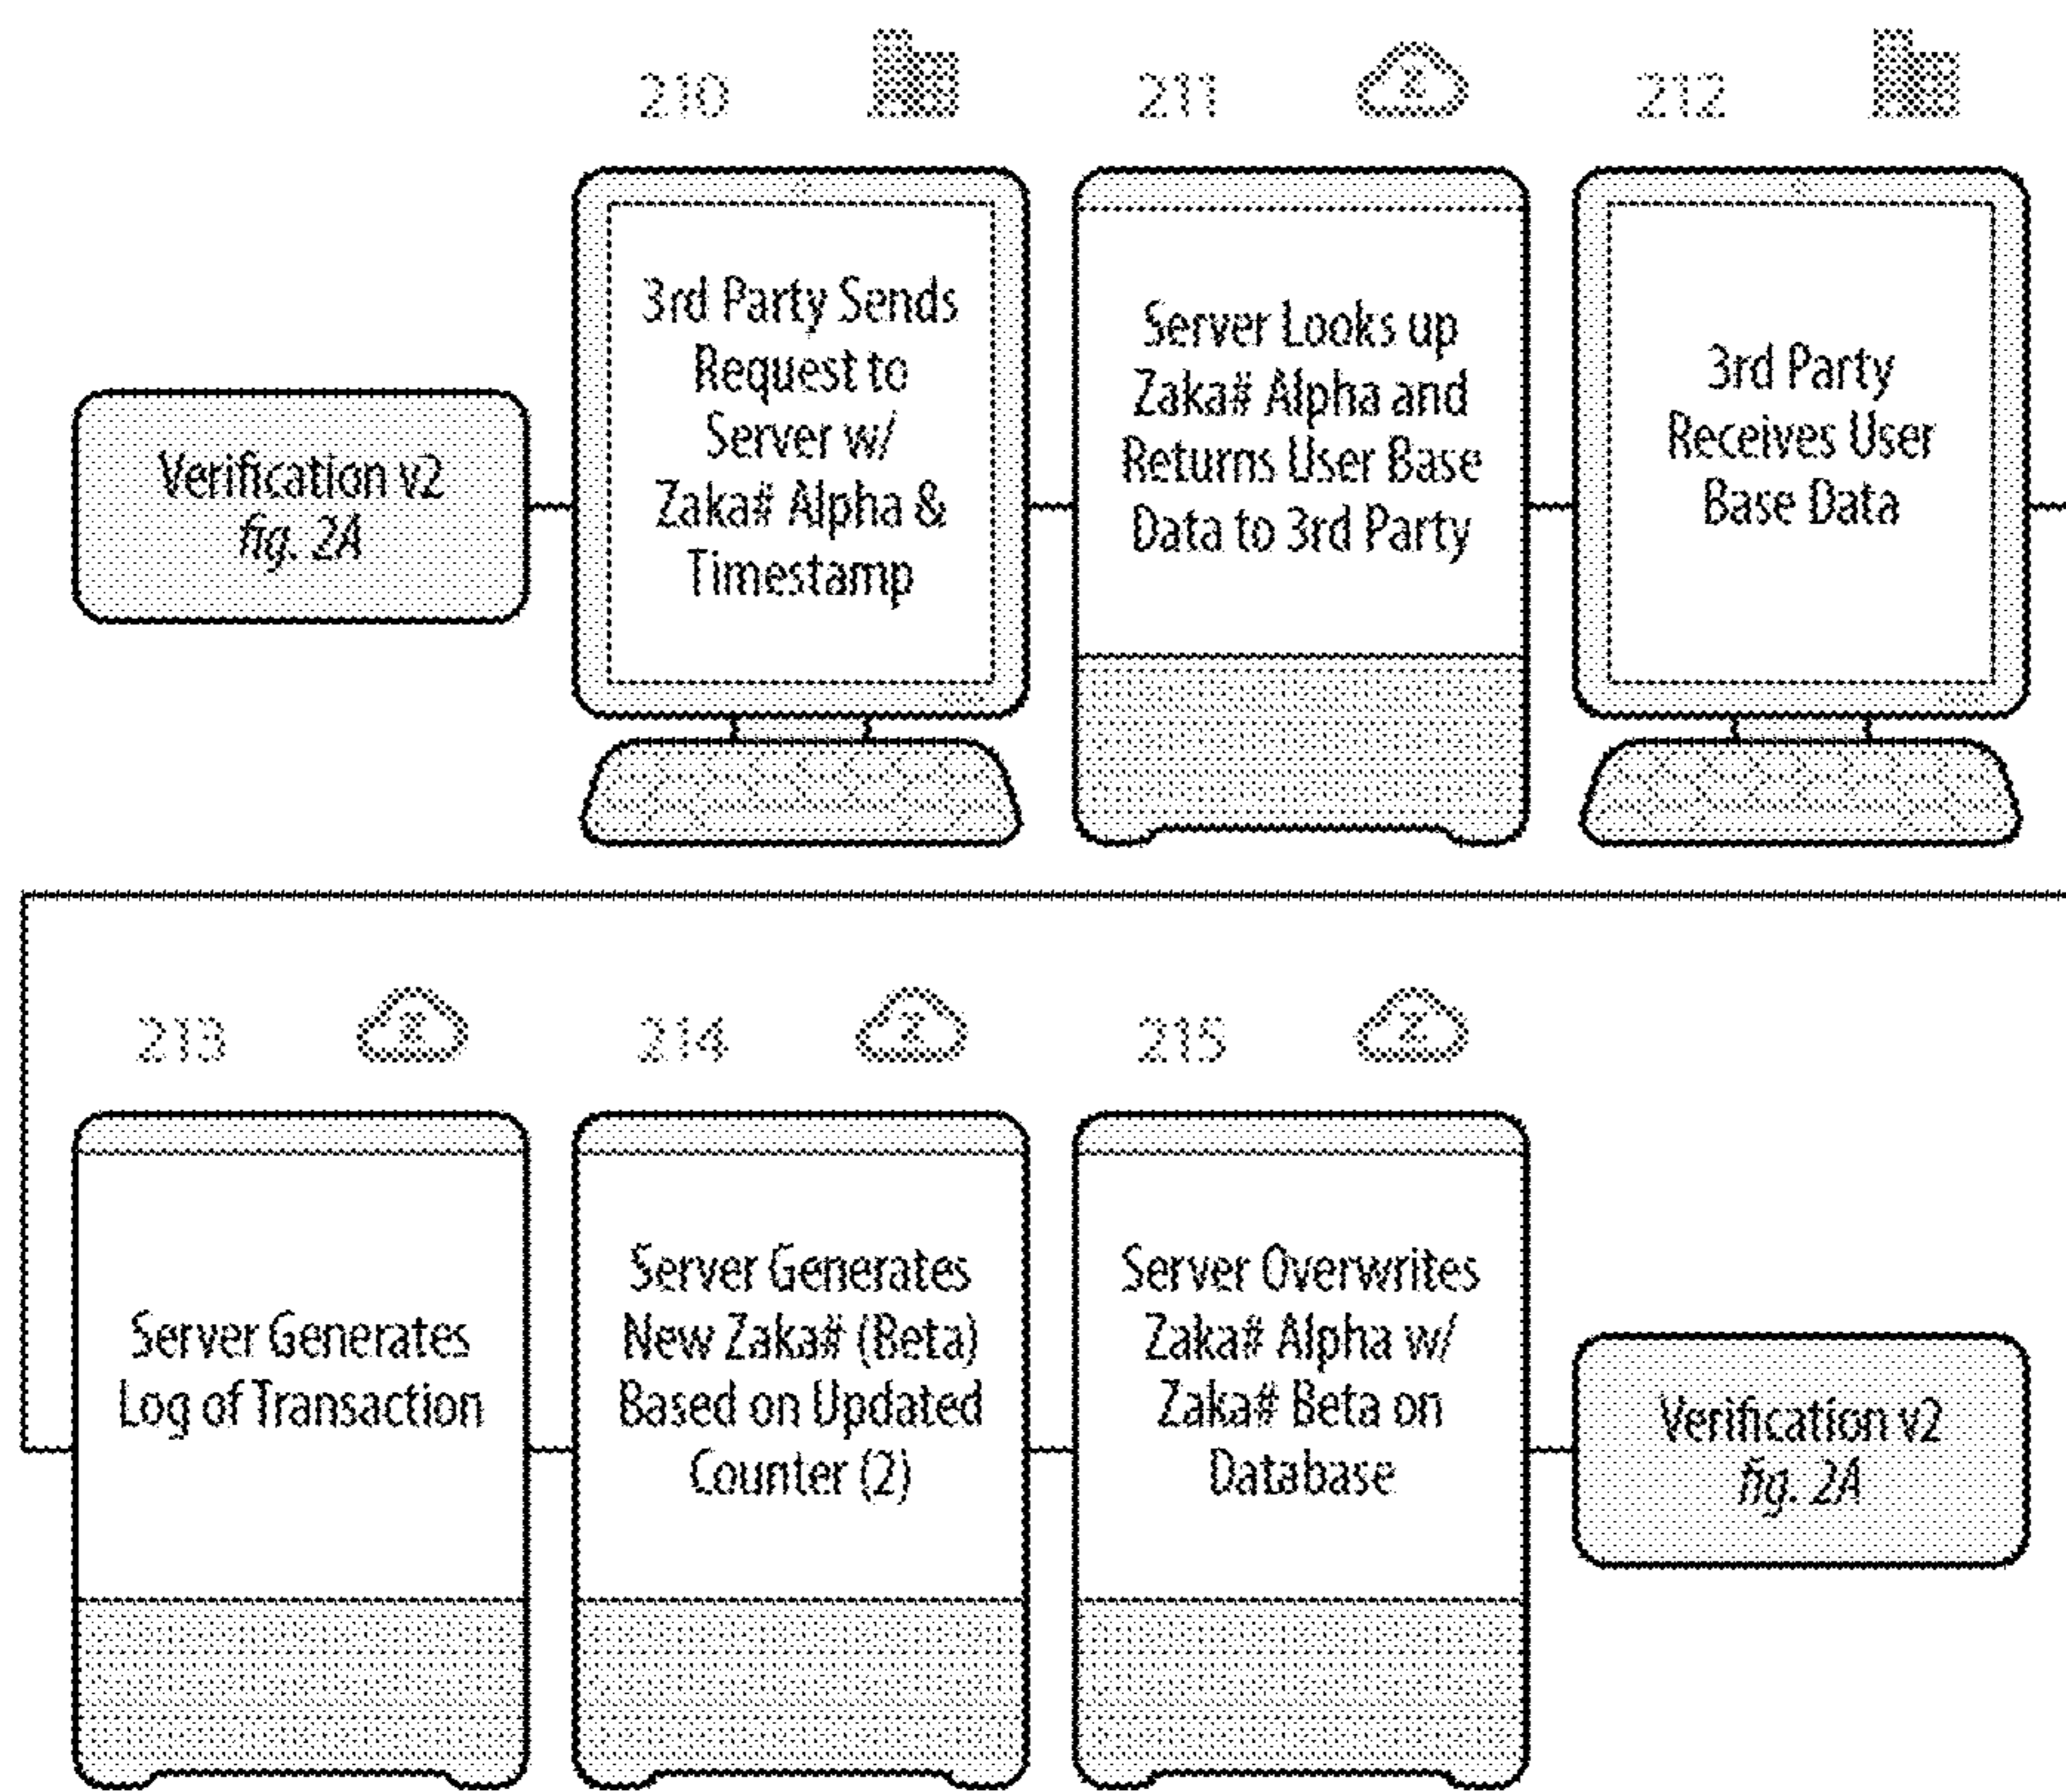 210
211
212
Verification v2
fig. 2A
3rd Party Sends
Request to
Server w/
Zaka# Alpha &
Timestamp
Server Looks up
Zaka# Alpha and
Returns User Base
Data to 3rd Party
3rd Party
Receives User
Base Data
213
214
215
Server Generates
Log of Transaction
Server Generates
New Zaka# (Beta)
Based on Updated
Counter (2)
Server Overwrites
Zaka# Alpha w/
Zaka# Beta on
Database
Verification v2
fig. 2A